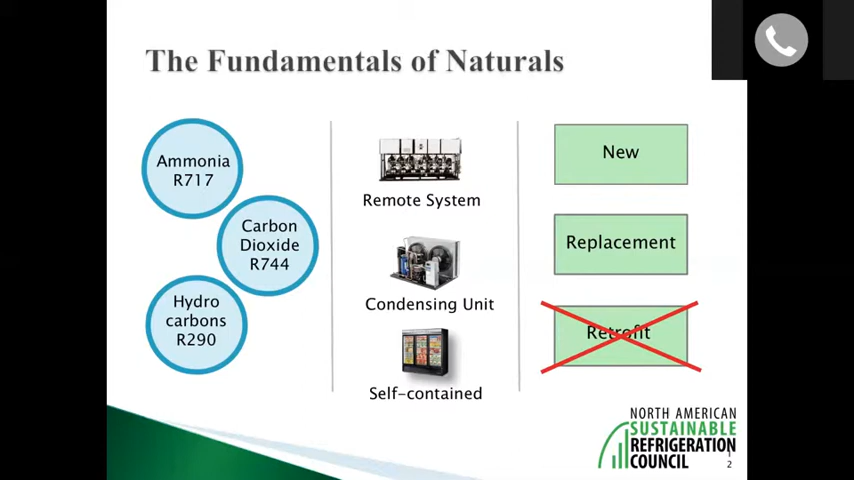 The Fundamentals of Naturals
Ammonia
R717
Carbon
Dioxide
R744
Hydro
carbons
R290
Remote System
Condensing Unit
Self-contained
New
Replacement
Retrofit
NORTH AMERICAN
SUSTAINABLE
REFRIGERATION
COUNCIL
1
2